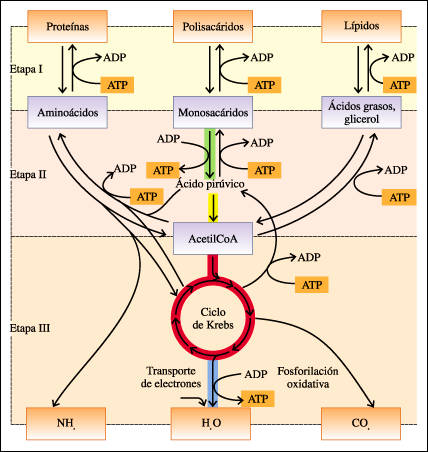 Proteínas
Polisacáridos
Lípidos
ADP
ADP
ADP
Etapa I
ATP
ATP
ATP
Aminoácidos
Monosacáridos
Ácidos grasos,
glicerol
ADP
ADP
ADP
ATP
ATP
ADP
Etapa II
ATP
Ácido pirúvico
ATP
AcetilCoA
ADP
ATP
Ciclo
de Krebs
Etapa III
Transporte
de electrones
ADP
Fosforilación
oxidativa
ATP
NH
H O
CO